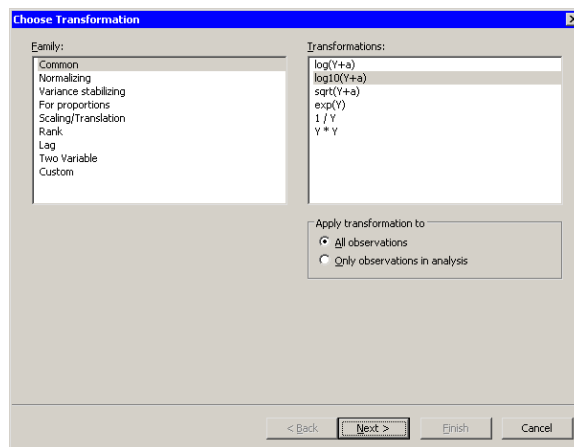 Choose Transformation
Family:
Common
Normalizing
Variance stabilizing
For proportions
Scaling/Translation
Rank
Lag
Two Variable
Custom
Transformations:
log(Y+a)
log10(Y+a)
sqrt(Y+a)
exp(Y)
1 / Y
Y * Y
Apply transformation to
All observations
Only observations in analysis
< Back
Next >
Finish
Cancel